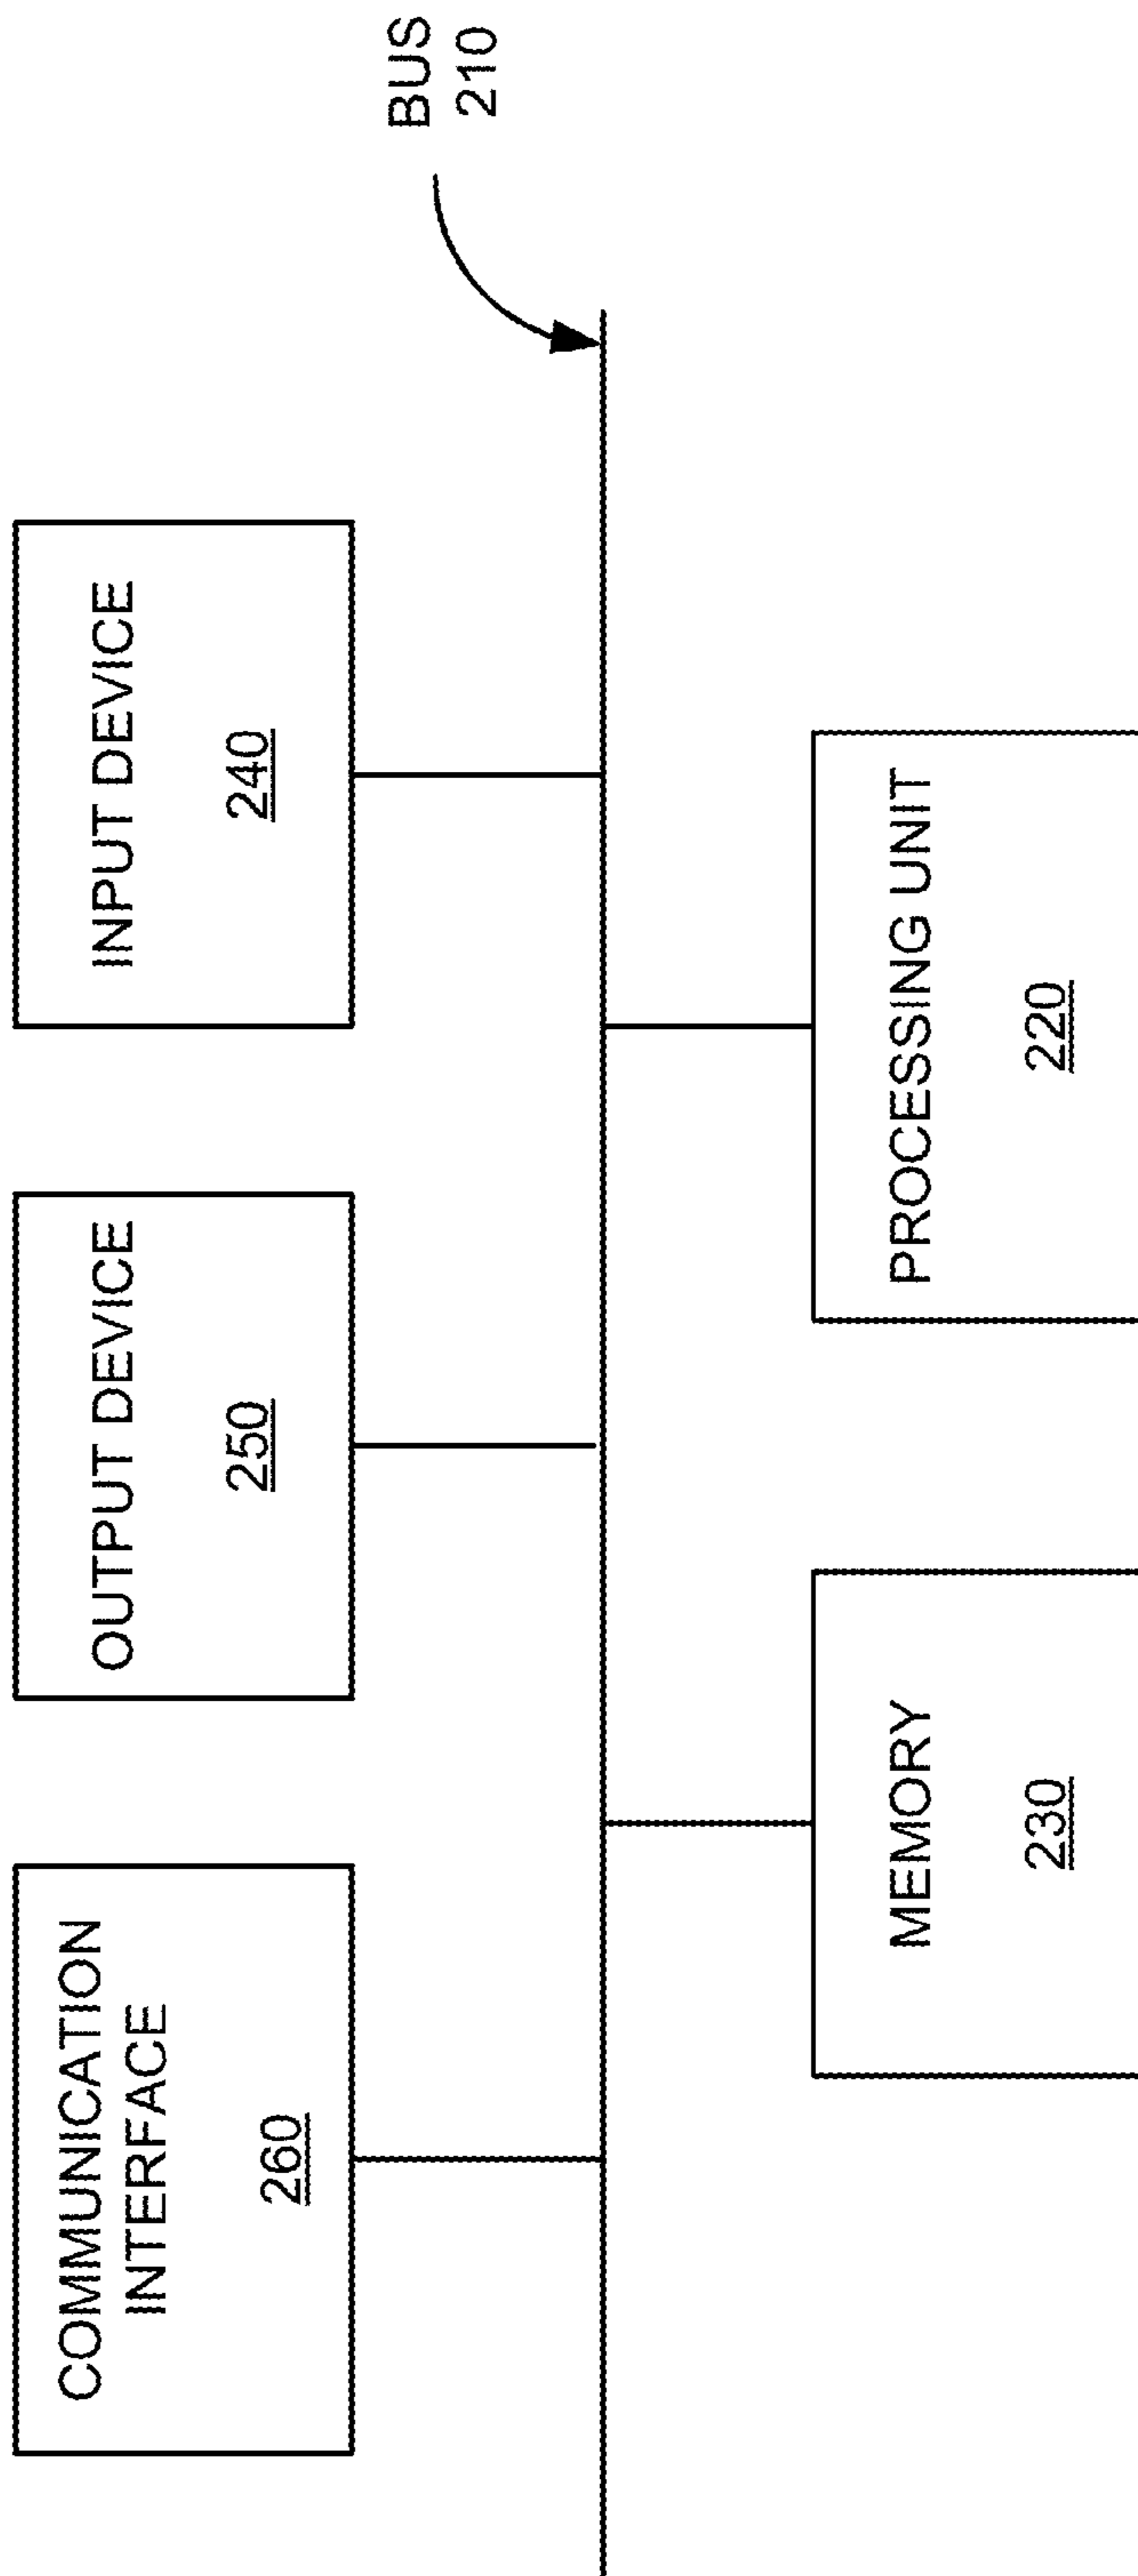 COMMUNICATION
INTERFACE
260
OUTPUT DEVICE
250
INPUT DEVICE
240
BUS
210
MEMORY
230
PROCESSING UNIT
220